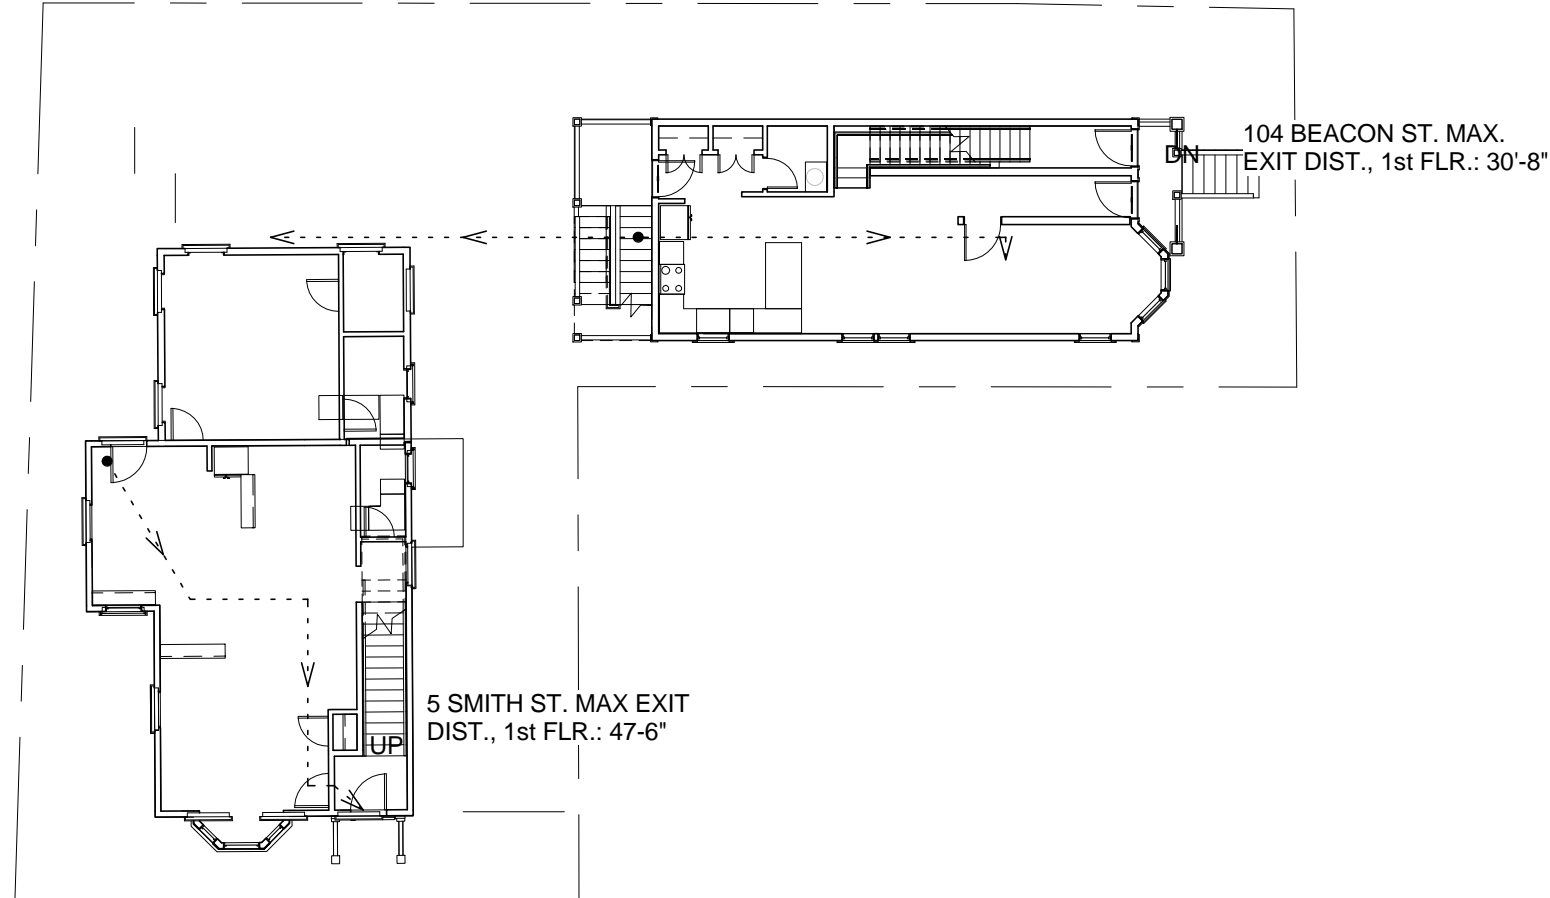 104 BEACON ST. MAX.
EXIT DIST., 1st FLR.: 30'-8"
DN
5 SMITH ST. MAX EXIT
DIST., 1st FLR.: 47-6"
UP